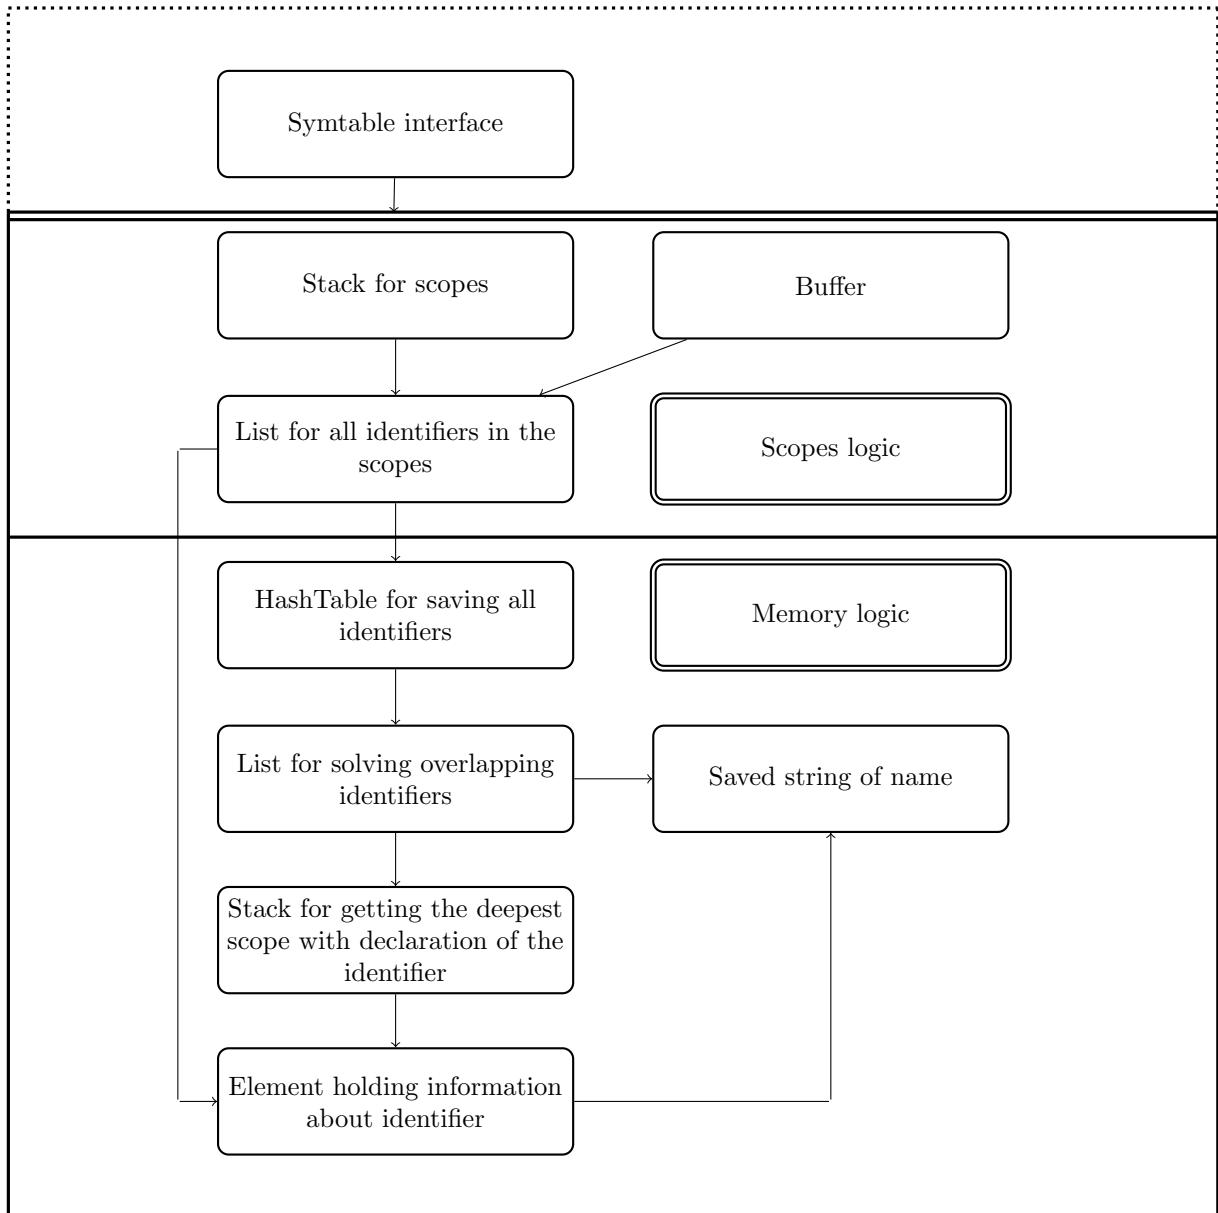 Symtable interface
Stack for scopes
Buffer
List for all identifiers in the
scopes
Scopes logic
HashTable for saving all
identifiers
Memory logic
List for solving overlapping
identifiers
Saved string of name
Stack for getting the deepest
scope with declaration of the
identifier
Element holding information
about identifier